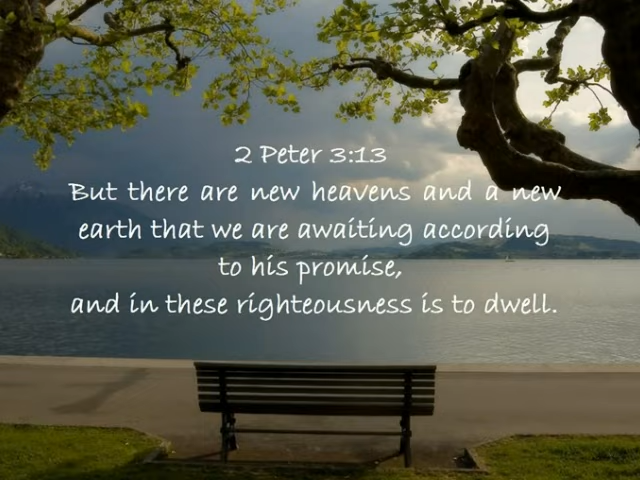 2 Peter 3:13
But there are new heavens and a new
earth that we are awaiting according
to his promise,
and in these righteousness is to dwell.